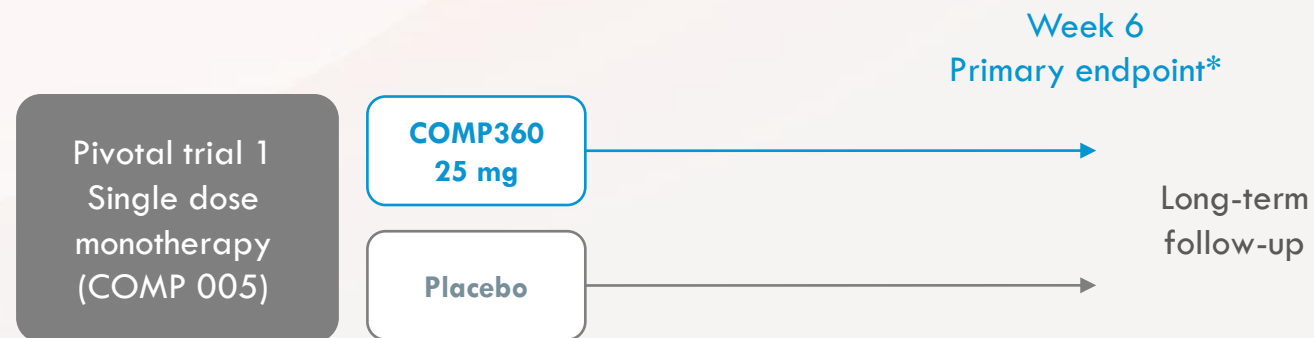 Week 6
Primary endpoint*
Pivotal trial 1
Single dose
monotherapy
(COMP 005)
COMP360
25 mg
Placebo
Long-term
follow-up